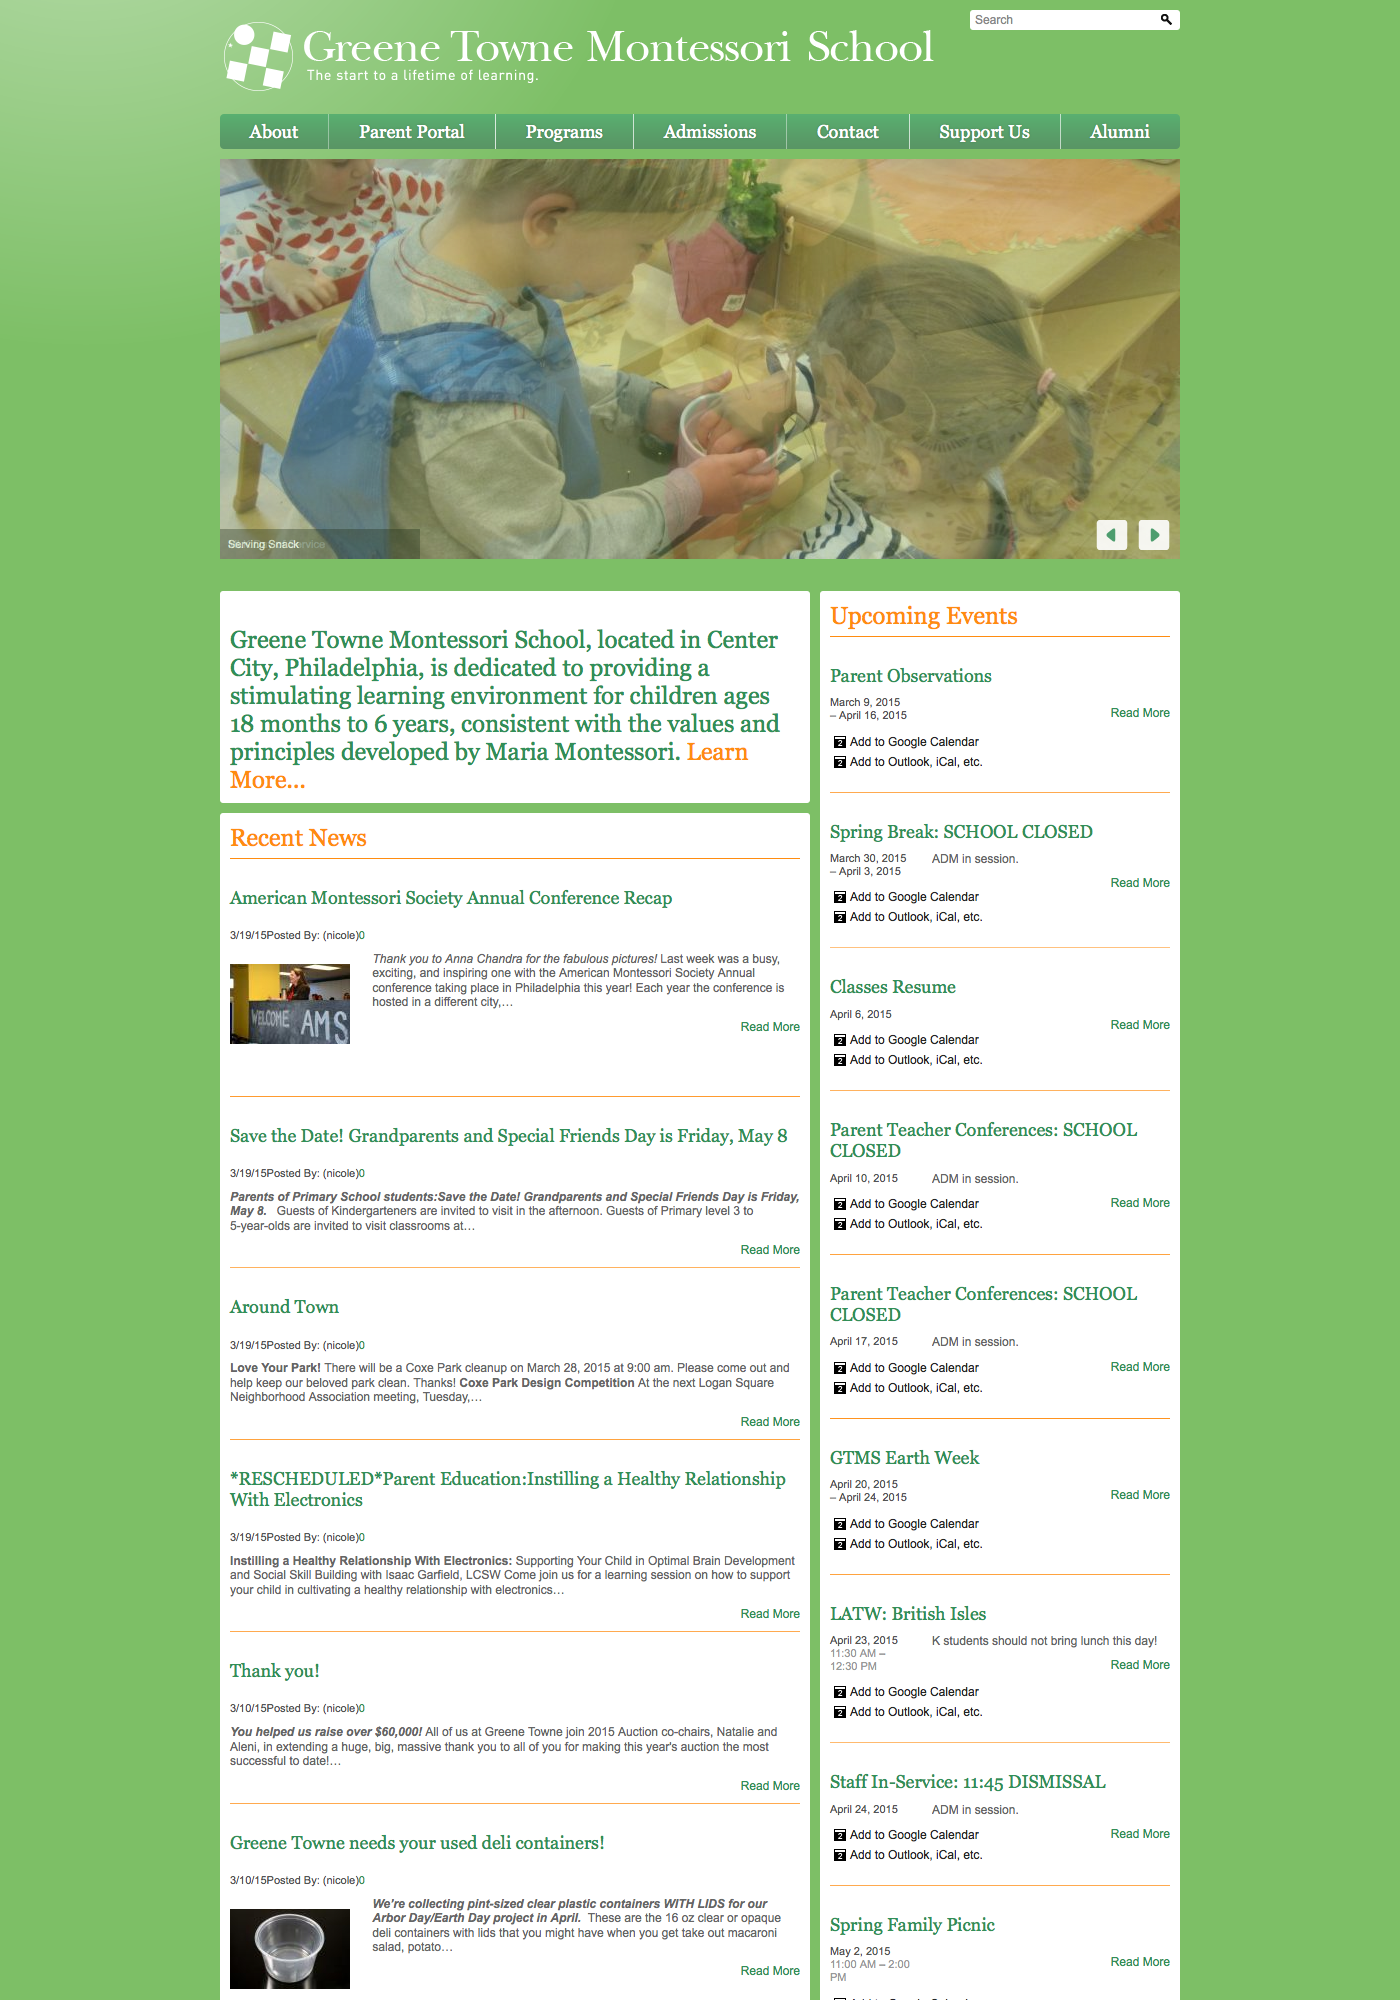 Search
Greene Towne Montessori School
The start to a lifetime of learning.
About
Parent Portal
Programs
Admissions
Contact
Support Us
Alumni
Serving Snack
Greene Towne Montessori School, located in Center
City, Philadelphia, is dedicated to providing a
stimulating learning environment for children ages
18 months to 6 years, consistent with the values and
principles developed by Maria Montessori. Learn
More...
Recent News
American Montessori Society Annual Conference Recap
3/19/15Posted By: (nicole)0
WELCOME AMS
Thank you to Anna Chandra for the fabulous pictures! Last week was a busy,
exciting, and inspiring one with the American Montessori Society Annual
conference taking place in Philadelphia this year! Each year the conference is
hosted in a different city,…
Read More
Save the Date! Grandparents and Special Friends Day is Friday, May 8
3/19/15Posted By: (nicole)0
Parents of Primary School students:Save the Date! Grandparents and Special Friends Day is Friday,
May 8. Guests of Kindergarteners are invited to visit in the afternoon. Guests of Primary level 3 to
5-year-olds are invited to visit classrooms at…
Read More
Around Town
3/19/15Posted By: (nicole)0
Love Your Park! There will be a Coxe Park cleanup on March 28, 2015 at 9:00 am. Please come out and
help keep our beloved park clean. Thanks! Coxe Park Design Competition At the next Logan Square
Neighborhood Association meeting, Tuesday,…
Read More
*RESCHEDULED*Parent Education:Instilling a Healthy Relationship
With Electronics
3/19/15Posted By: (nicole)0
Instilling a Healthy Relationship With Electronics: Supporting Your Child in Optimal Brain Development
and Social Skill Building with Isaac Garfield, LCSW Come join us for a learning session on how to support
your child in cultivating a healthy relationship with electronics…
Read More
Thank you!
3/10/15Posted By: (nicole)0
You helped us raise over $60,000! All of us at Greene Towne join 2015 Auction co-chairs, Natalie and
Aleni, in extending a huge, big, massive thank you to all of you for making this year's auction the most
successful to date!…
Read More
Greene Towne needs your used deli containers!
3/10/15Posted By: (nicole)0
We're collecting pint-sized clear plastic containers WITH LIDS for our
Arbor Day/Earth Day project in April. These are the 16 oz clear or opaque
deli containers with lids that you might have when you get take out macaroni
salad, potato…
Read More
Upcoming Events
Parent Observations
March 9, 2015
– April 16, 2015
Read More
Add to Google Calendar
Add to Outlook, iCal, etc.
Spring Break: SCHOOL CLOSED
March 30, 2015
– April 3, 2015
ADM in session.
Read More
Add to Google Calendar
Add to Outlook, iCal, etc.
Classes Resume
April 6, 2015
Read More
Add to Google Calendar
Add to Outlook, iCal, etc.
Parent Teacher Conferences: SCHOOL
CLOSED
April 10, 2015
ADM in session.
Read More
Add to Google Calendar
Add to Outlook, iCal, etc.
Parent Teacher Conferences: SCHOOL
CLOSED
April 17, 2015
ADM in session.
Read More
Add to Google Calendar
Add to Outlook, iCal, etc.
GTMS Earth Week
April 20, 2015
– April 24, 2015
Read More
Add to Google Calendar
Add to Outlook, iCal, etc.
LATW: British Isles
April 23, 2015
11:30 AM –
12:30 PM
K students should not bring lunch this day!
Read More
Add to Google Calendar
Add to Outlook, iCal, etc.
Staff In-Service: 11:45 DISMISSAL
April 24, 2015
ADM in session.
Read More
Add to Google Calendar
Add to Outlook, iCal, etc.
Spring Family Picnic
May 2, 2015
11:00 AM – 2:00
PM
Read More